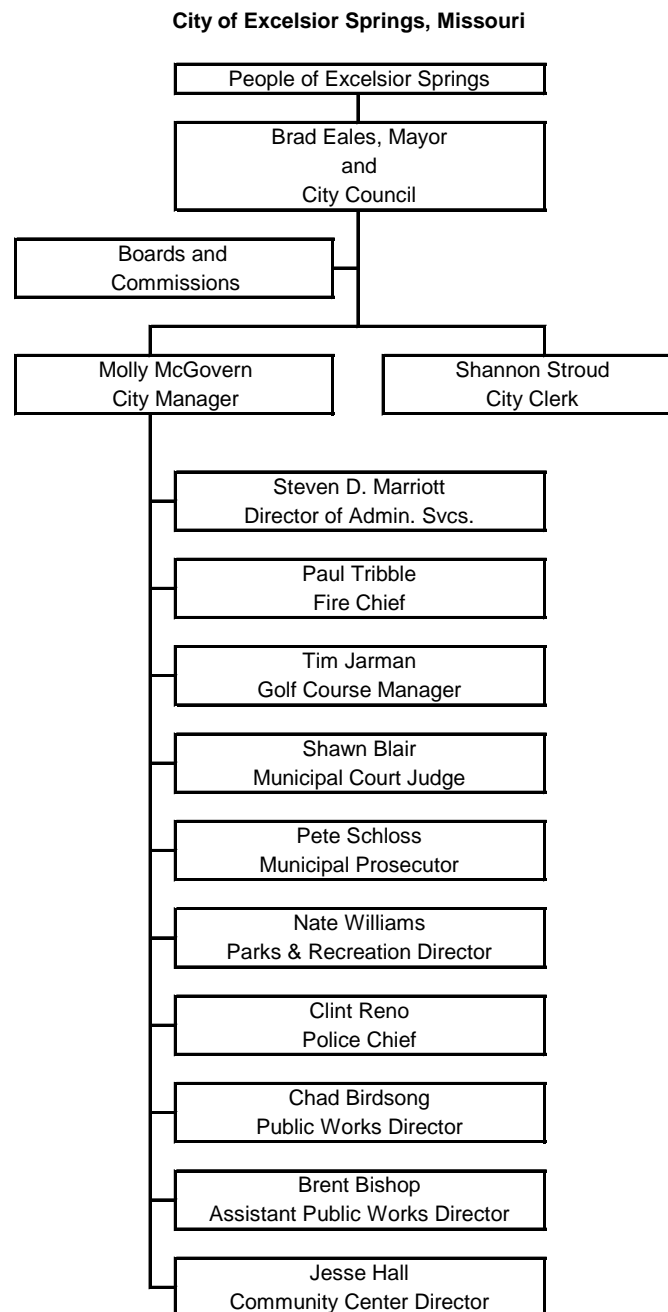 City of Excelsior Springs, Missouri
People of Excelsior Springs
Brad Eales, Mayor
and
City Council
Boards and
Commissions
Molly McGovern
City Manager
Shannon Stroud
City Clerk
Steven D. Marriott
Director of Admin. Svcs.
Paul Tribble
Fire Chief
Tim Jarman
Golf Course Manager
Shawn Blair
Municipal Court Judge
Pete Schloss
Municipal Prosecutor
Nate Williams
Parks & Recreation Director
Clint Reno
Police Chief
Chad Birdsong
Public Works Director
Brent Bishop
Assistant Public Works Director
Jesse Hall
Community Center Director